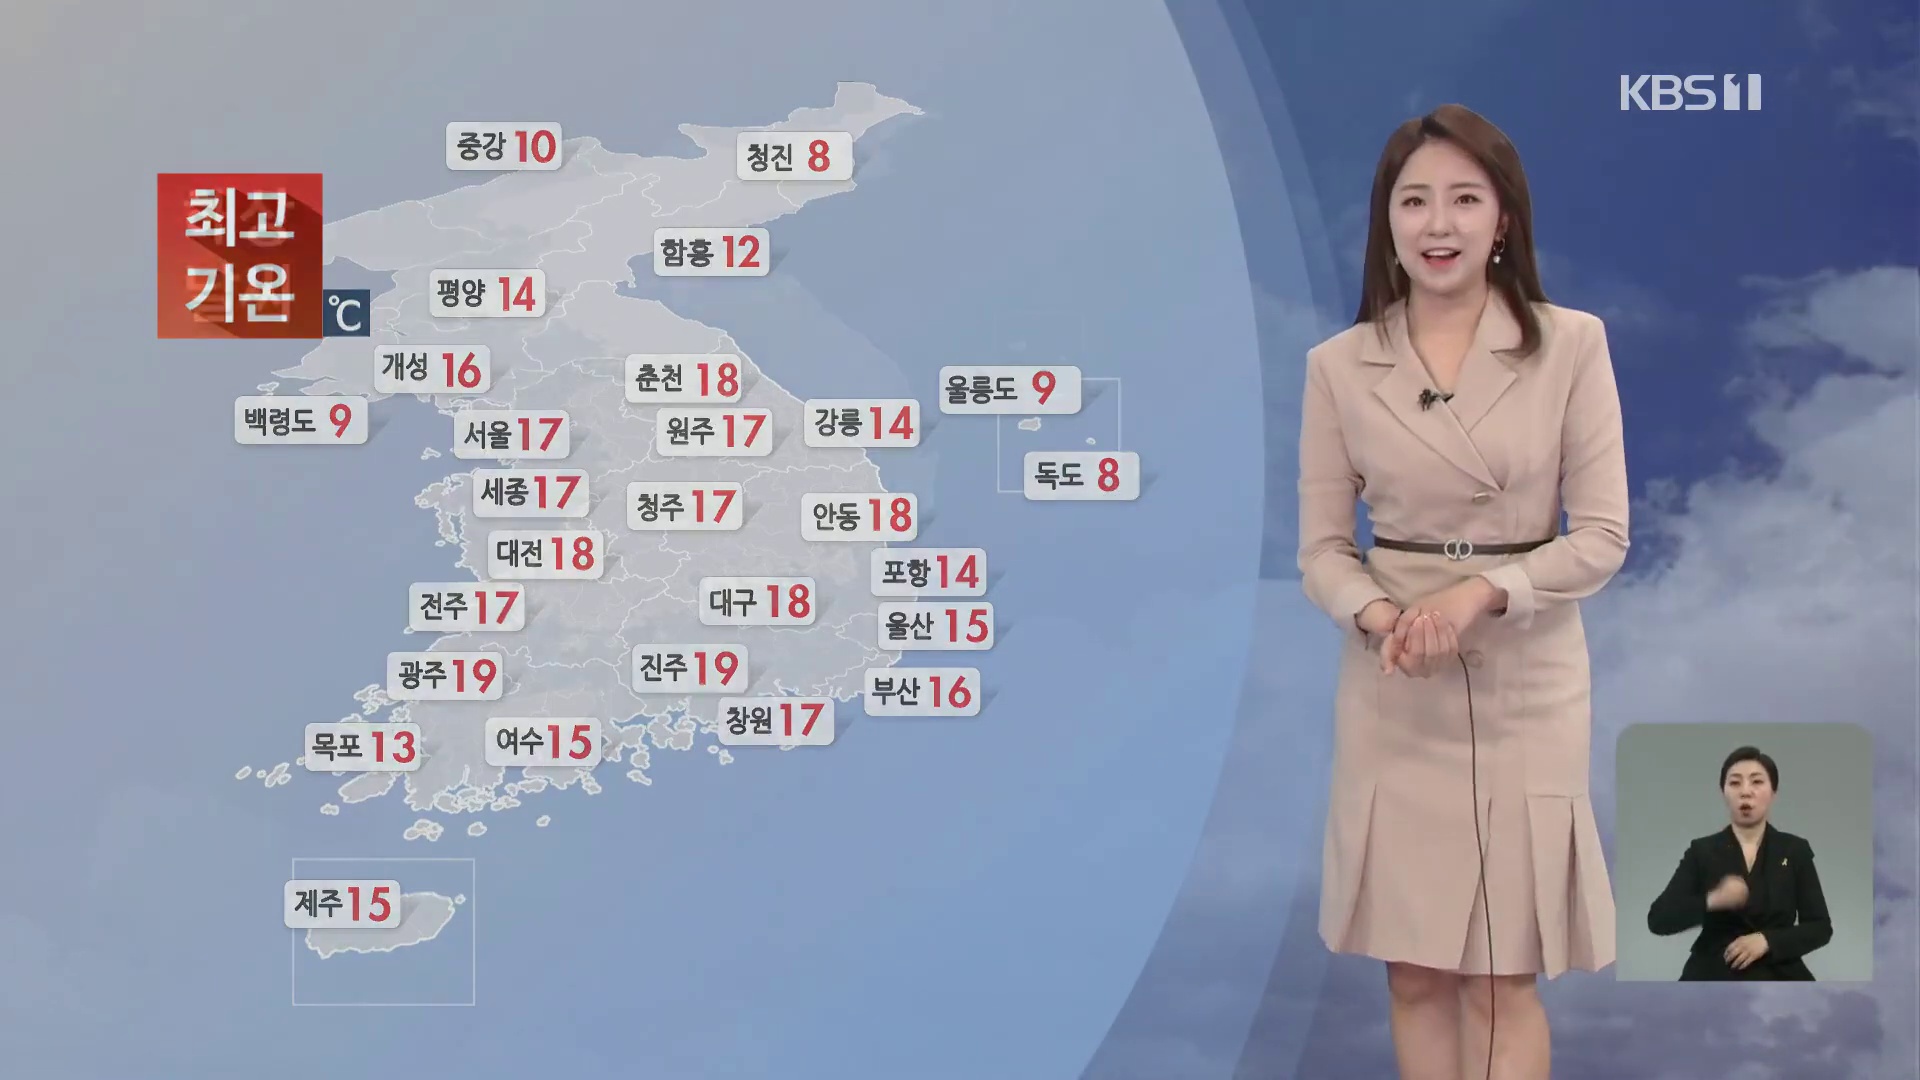 KBS 1
최고
기온
℃
중강 10
청진 8
함흥 12
평양 14
개성 16
춘천 18
울릉도 9
백령도 9
서울 17
원주 17
강릉 14
독도 8
세종 17
청주 17
안동 18
대전 18
포항 14
전주 17
대구 18
울산 15
광주 19
진주 19
부산 16
창원 17
목포 13
여수 15
제주 15